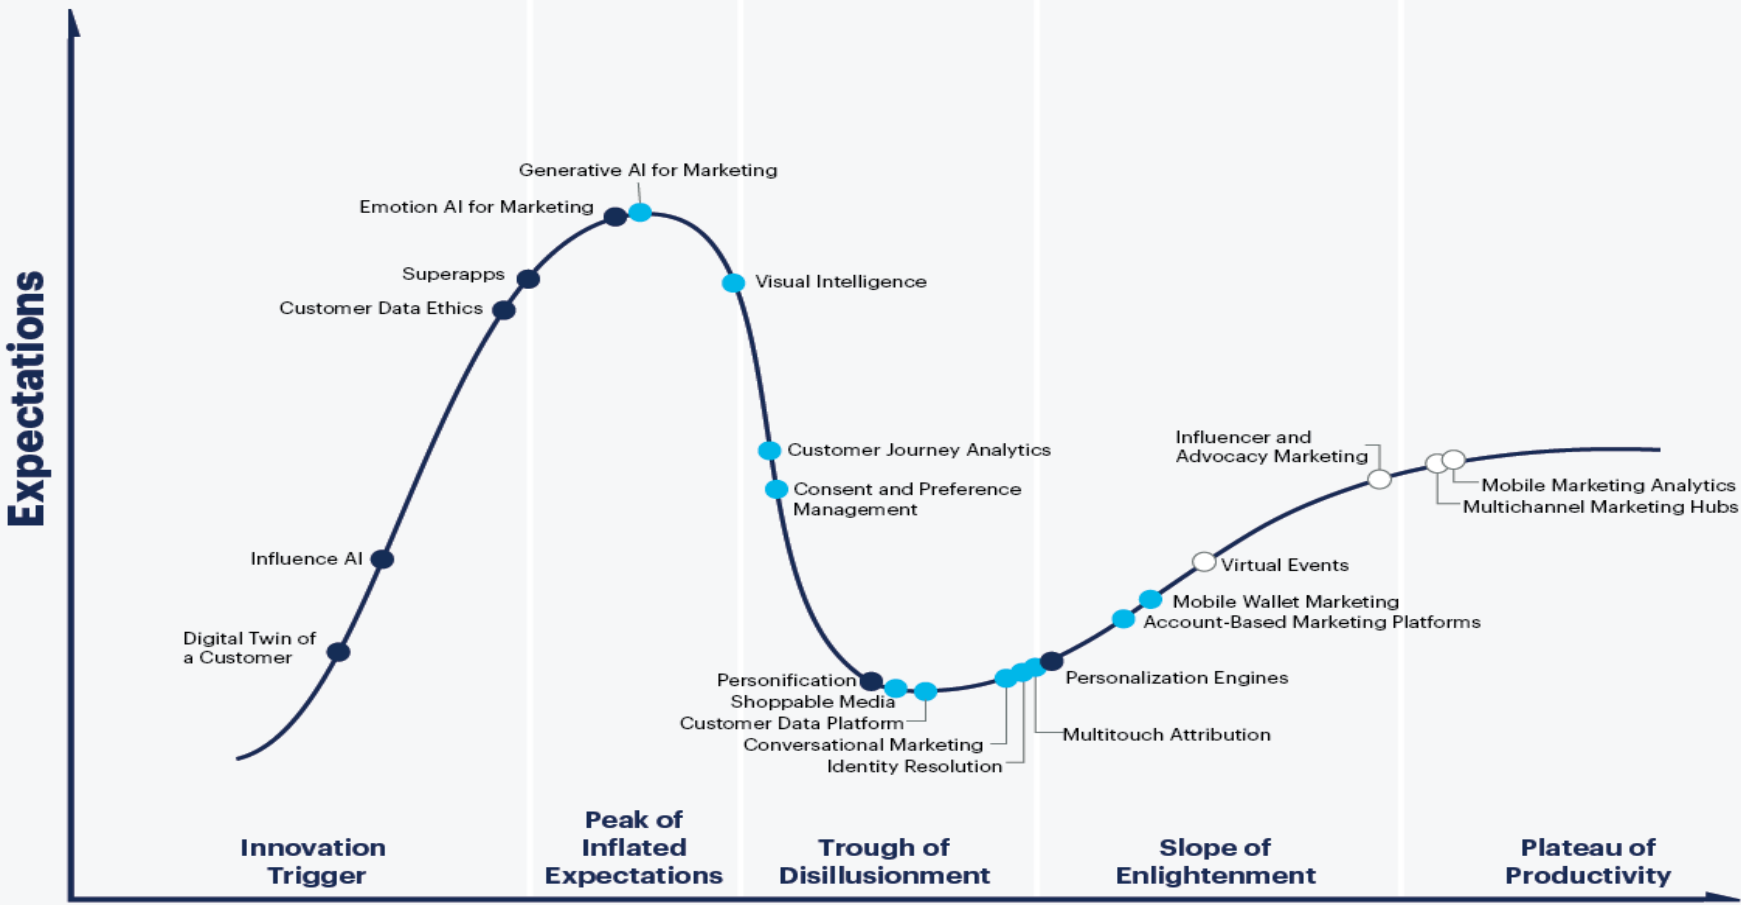 Generative AI for Marketing
Emotion AI for Marketing
Superapps
Visual Intelligence
Customer Data Ethics
Expectations
Customer Journey Analytics
Consent and Preference
Management
Influencer and
Advocacy Marketing
Mobile Marketing Analytics
Multichannel Marketing Hubs
Influence AI
Virtual Events
Mobile Wallet Marketing
Account-Based Marketing Platforms
Digital Twin of
a Customer
Personification
Personalization Engines
Shoppable Media
Customer Data Platform
Multitouch Attribution
Conversational Marketing
Identity Resolution
Innovation
Trigger
Peak of
Inflated
Expectations
Trough of
Disillusionment
Slope of
Enlightenment
Plateau of
Productivity